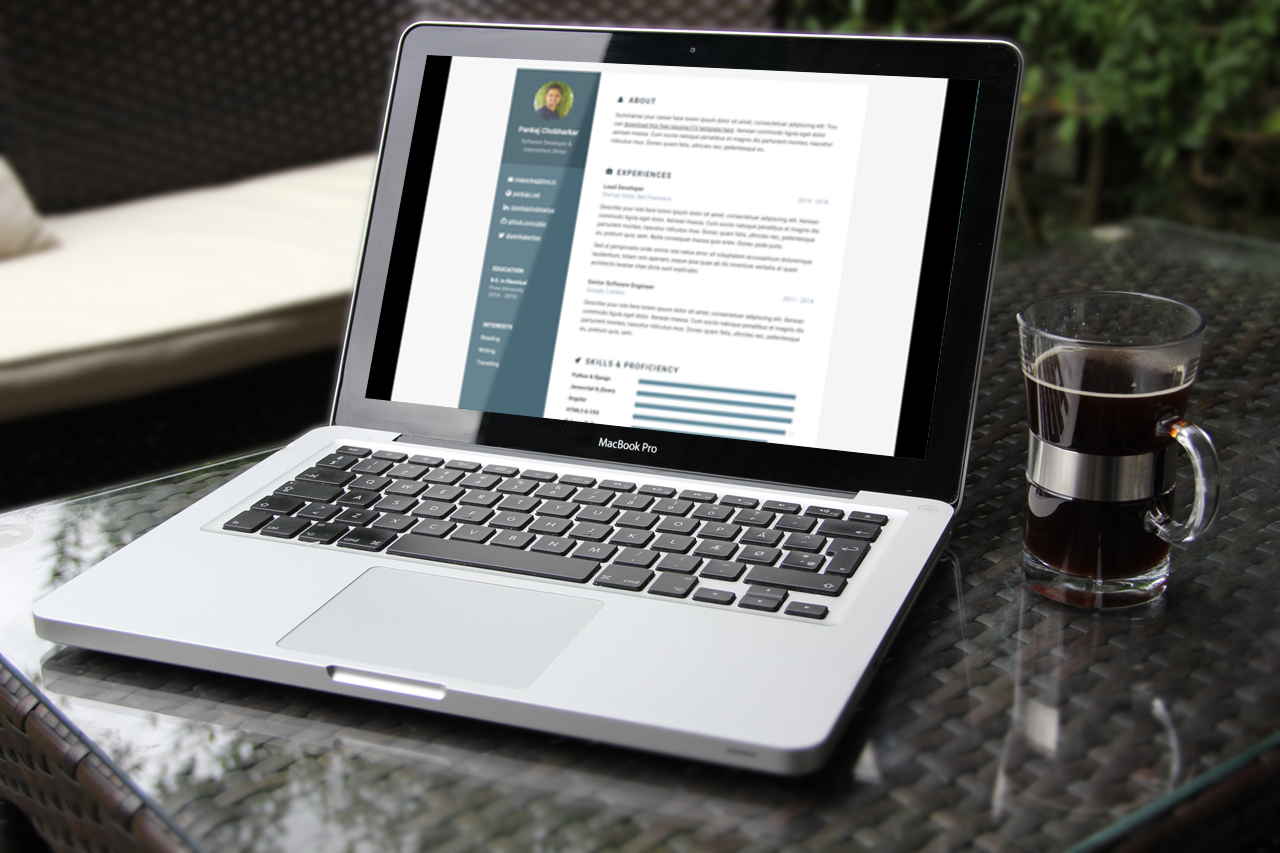 Pankaj Chobharkar
Software Developer &
Intermittent Writer
EDUCATION
B.E. in Electrical
Pune University
2010 - 2015
INTERESTS
Reading
Writing
Travelling
ABOUT
Summarise your career here lorem ipsum dolor sit amet, consectetuer adipiscing elit. You
can download this free resume/CV template here. Aenean commodo ligula eget dolor
aenean massa. Cum sociis natoque penatibus et magnis dis parturient montes, nascetur
ridiculus mus. Donec quam felis, ultricies nec, pellentesque eu.
EXPERIENCES
Lead Developer
2014 - 2016
Startup India, San Francisco
Describe your role here lorem ipsum dolor sit amet, consectetuer adipiscing elit. Aenean
commodo ligula eget dolor. Aenean massa. Cum sociis natoque penatibus et magnis dis parturient
montes, nascetur ridiculus mus. Donec quam felis, ultricies nec, pellentesque
eu, pretium quis, sem. Nulla consequat massa quis enim. Donec pede justo.
Sed ut perspiciatis unde omnis iste natus error sit voluptatem accusantium doloremque
laudantium, totam rem aperiam, eaque ipsa quae ab illo inventore veritatis et quasi
architecto beatae vitae dicta sunt explicabo.
Senior Software Engineer
2011 - 2014
Google, London
Describe your role here lorem ipsum dolor sit amet, consectetuer adipiscing elit. Aenean
commodo ligula eget dolor. Aenean massa. Cum sociis natoque penatibus et magnis dis
parturient montes, nascetur ridiculus mus. Donec quam felis, ultricies nec, pellentesque
eu, pretium quis, sem.
SKILLS & PROFICIENCY
Python & Django
Javascript & jQuery
Angular
HTML5 & CSS
MacBook Pro
Q W E R T Y U I O P Å
A S D F G H J K L Æ Ø
Z X C V B N M
ctrl
cmd
cmd